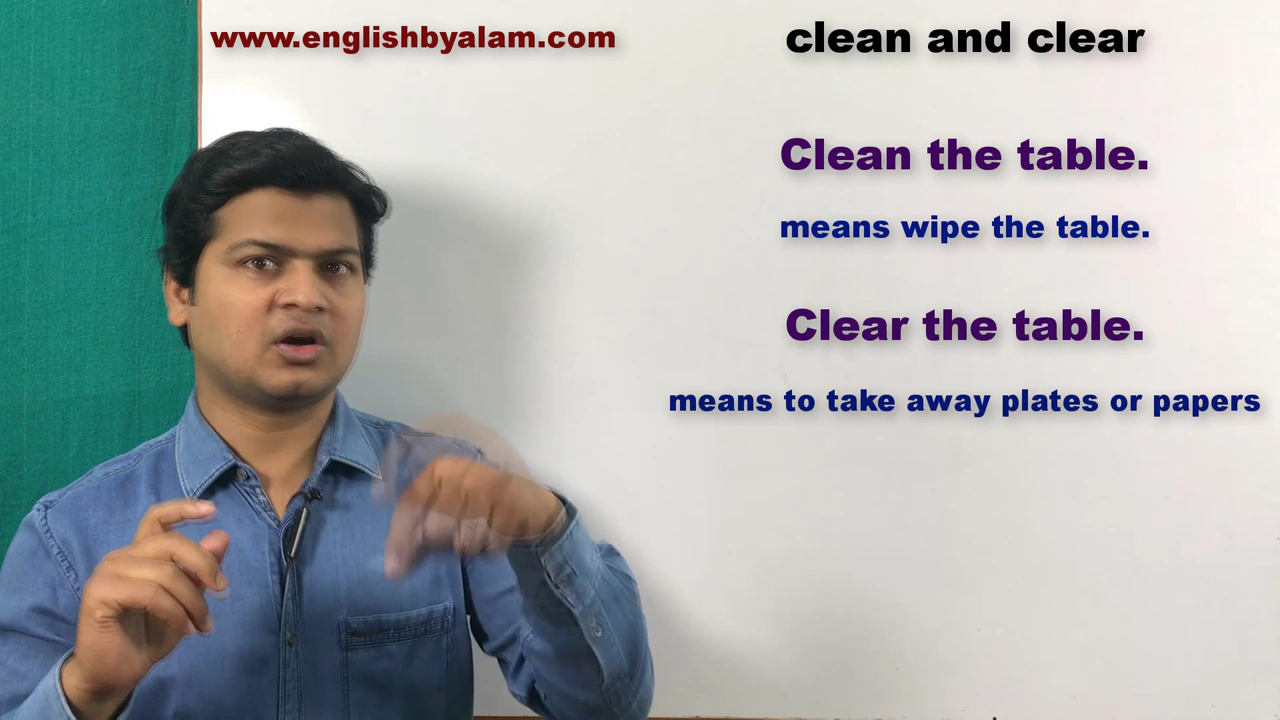 www.englishbyalam.com
clean and clear
Clean the table.
means wipe the table.
Clear the table.
means to take away plates or papers